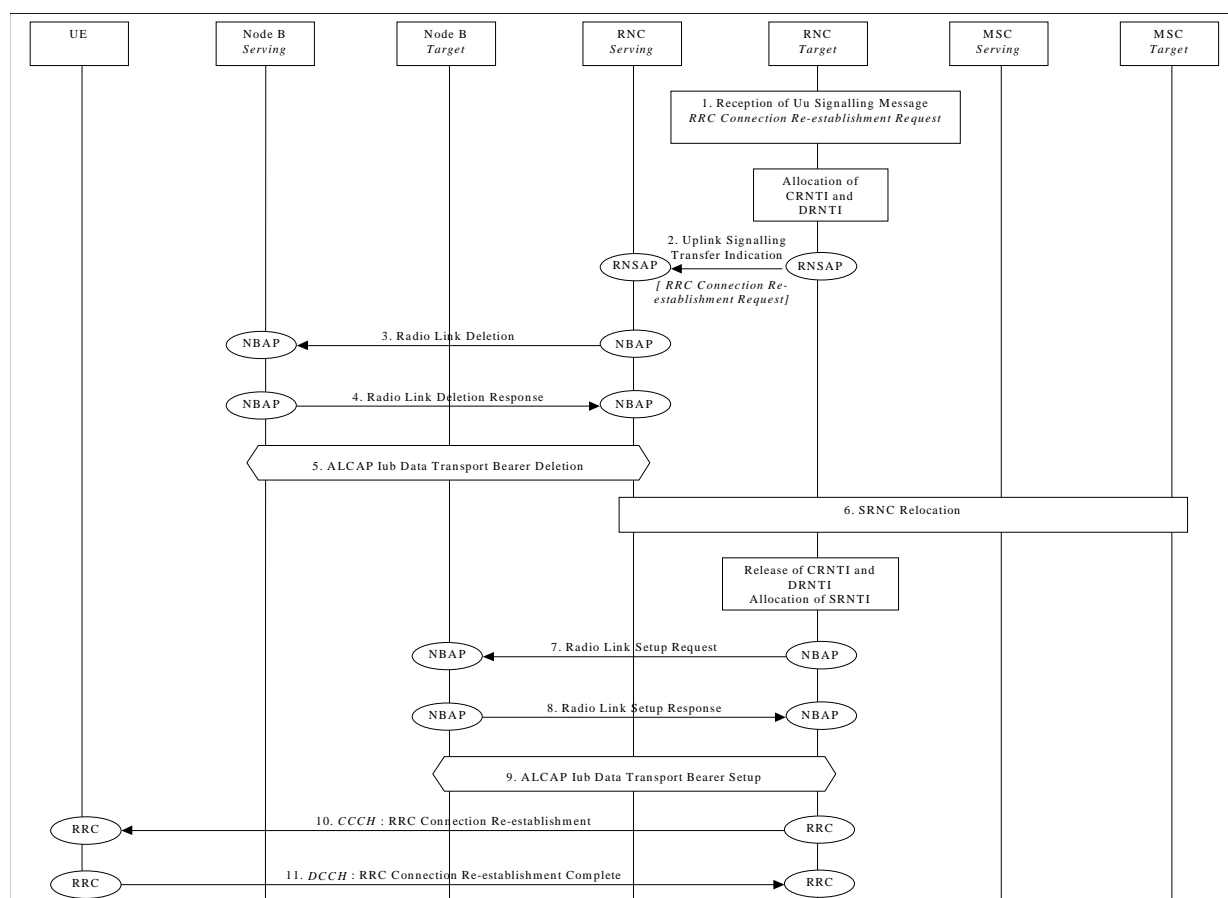 UE
Node B
Serving
Node B
Target
RNC
Serving
RNC
Target
MSC
Serving
MSC
Target
1. Reception of Uu Signalling Message
RRC Connection Re-establishment Request
Allocation of
CRNTI and
DRNTI
2. Uplink Signalling
Transfer Indication
RNSAP
RNSAP
[ RRC Connection Re-
establishment Request]
NBAP
3. Radio Link Deletion
NBAP
NBAP
4. Radio Link Deletion Response
NBAP
5. ALCAP Iub Data Transport Bearer Deletion
6. SRNC Relocation
Release of CRNTI and
DRNTI
Allocation of SRNTI
NBAP
7. Radio Link Setup Request
NBAP
NBAP
8. Radio Link Setup Response
NBAP
9. ALCAP Iub Data Transport Bearer Setup
RRC
10. CCCH : RRC Connection Re-establishment
RRC
RRC
11. DCCH : RRC Connection Re-establishment Complete
RRC